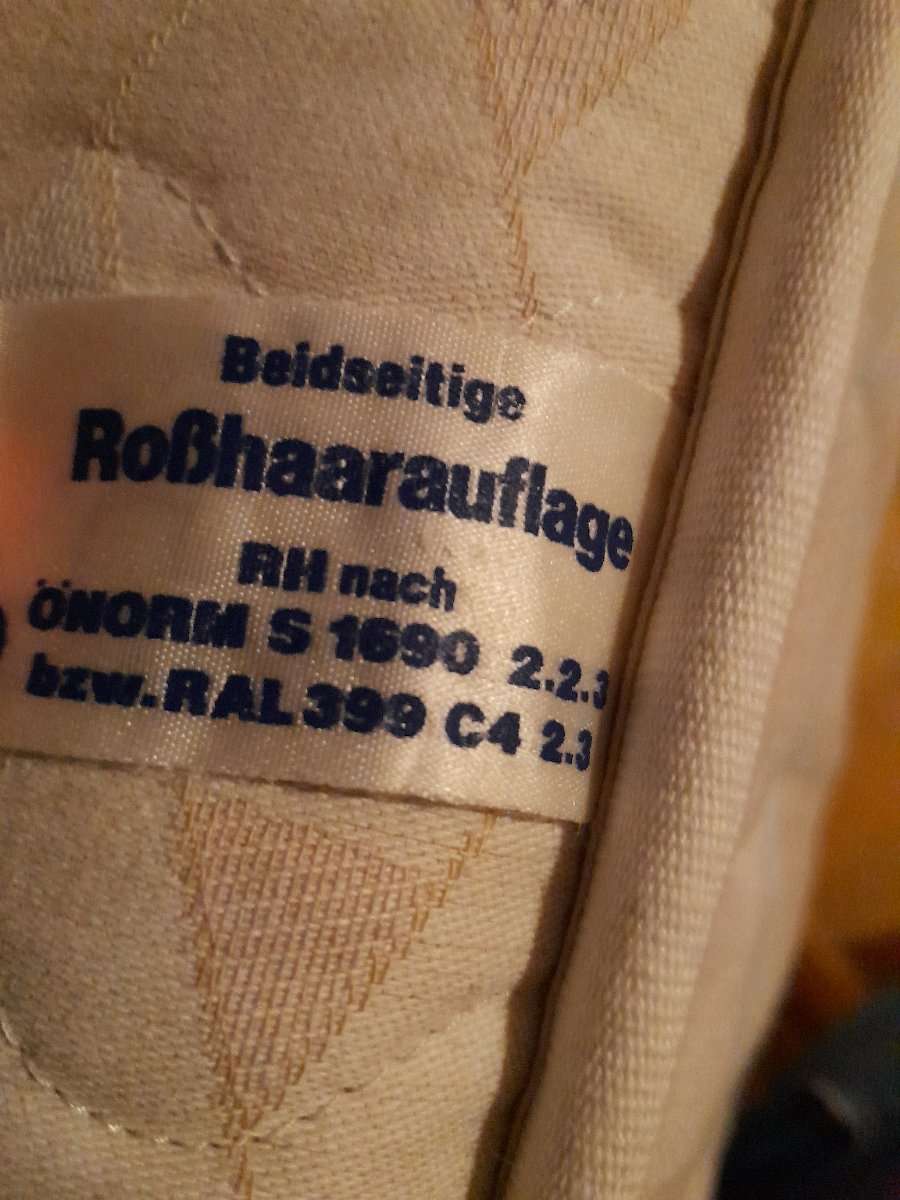 Beidseitige
Roßhaarauflage
RH nach
ÖNORM S 1690 2.2.3
bzw. RAL 399 C4 2.3